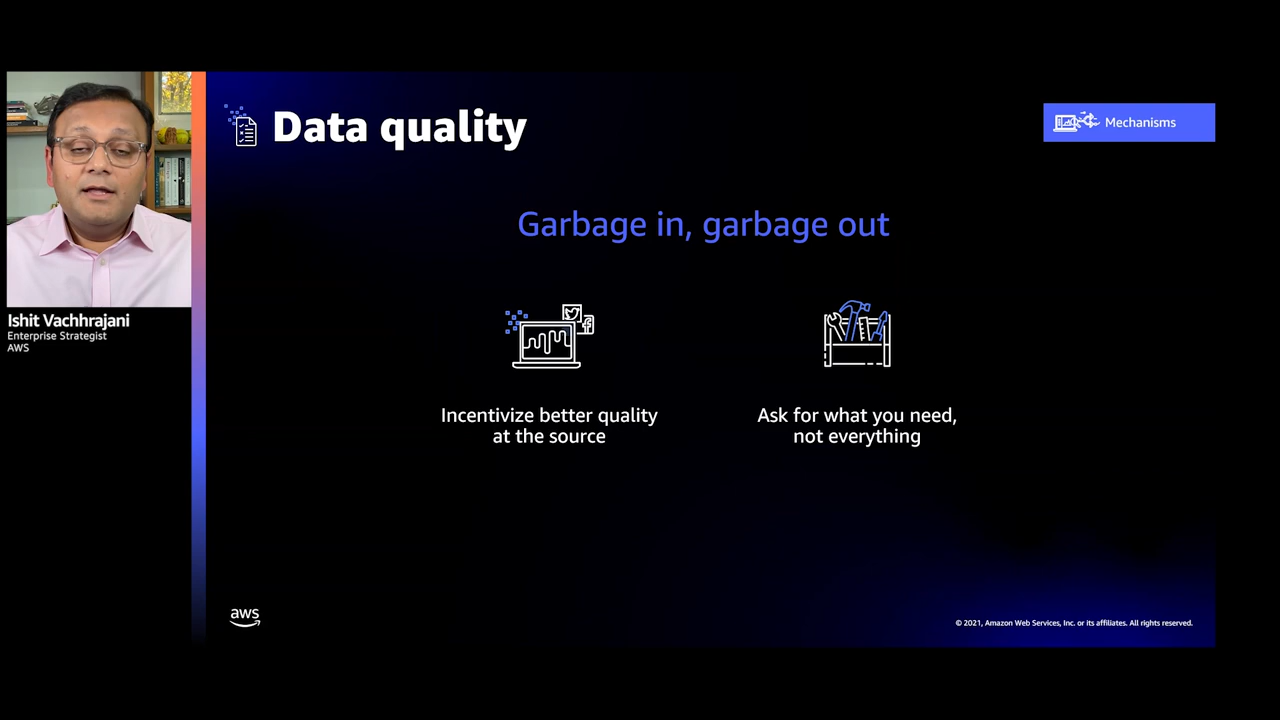 Data quality
Mechanisms
Garbage in, garbage out
Incentivize better quality
at the source
Ask for what you need,
not everything
Ishit Vachhrajani
Enterprise Strategist
AWS
aws
© 2021, Amazon Web Services, Inc. or its affiliates. All rights reserved.